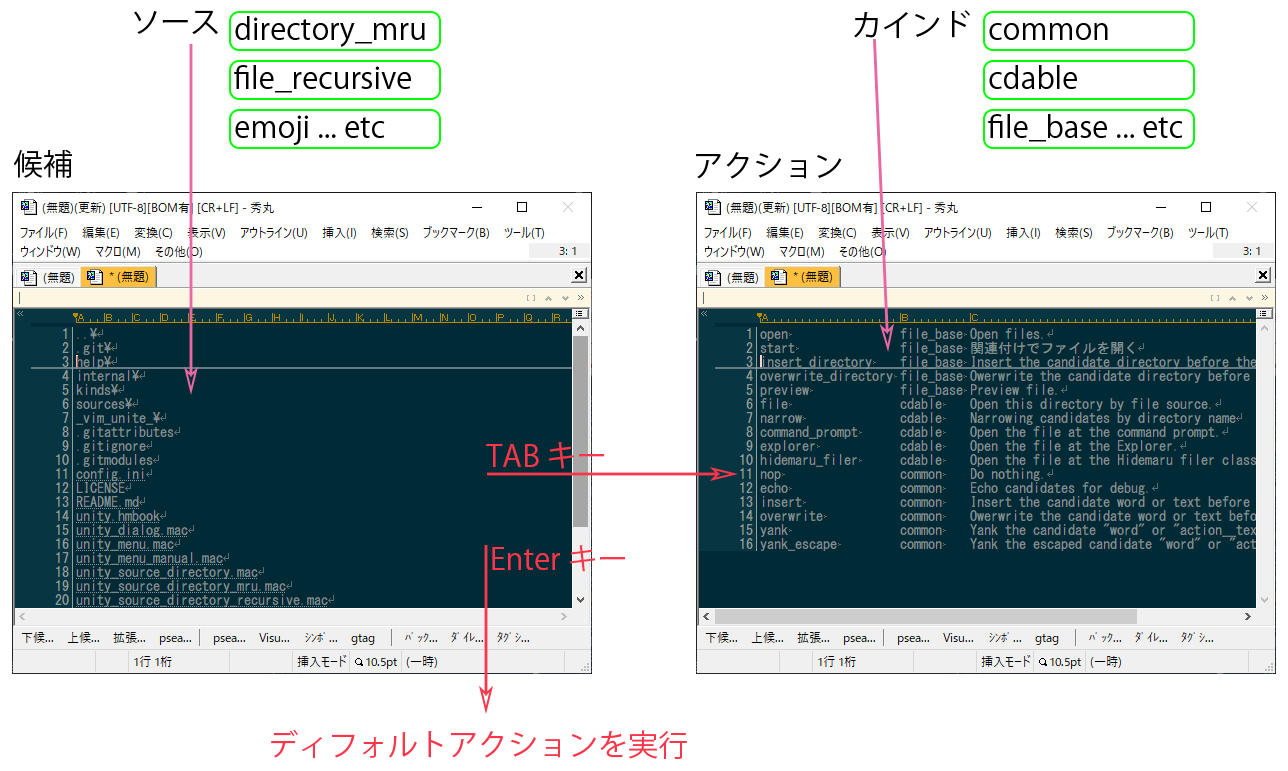 ソース
directory_mru
file_recursive
emoji ... etc
カインド
common
cdable
file_base ... etc
候補
(無題)(更新) [UTF-8][BOM有] [CR+LF] - 秀丸
ファイル(F) 編集(E) 変換(C) 表示(V) アウトライン(U) 挿入(I) 検索(S) ブックマーク(B) ツール(T)
ウィンドウ(W) マクロ(M) その他(O)
3: 1
(無題) * (無題)
A B C D E F G H I J K L M N O P Q R
1 ..¥
2 .git¥
3 help¥
4 internal¥
5 kinds¥
6 sources¥
7 _vim_unite_¥
8 .gitattributes
9 .gitignore
10 .gitmodules
11 config.ini
12 LICENSE
13 README.md
14 unity.hmbook
15 unity_dialog.mac
16 unity_menu.mac
17 unity_menu_manual.mac
18 unity_source_directory.mac
19 unity_source_directory_mru.mac
20 unity_source_directory_recursive.mac
下候... 上候... 拡張... psea... psea... Visu... シンボ... gtag バック... ダイレ... タグジ...
1行 1桁 挿入モード 10.5pt (一時)
TAB キー
Enter キー
ディフォルトアクションを実行
アクション
(無題)(更新) [UTF-8][BOM有] [CR+LF] - 秀丸
ファイル(F) 編集(E) 変換(C) 表示(V) アウトライン(U) 挿入(I) 検索(S) ブックマーク(B) ツール(T)
ウィンドウ(W) マクロ(M) その他(O)
3: 1
(無題) * (無題)
A B C
1 open file_base Open files.
2 start file_base 関連付けでファイルを開く
3 insert_directory file_base Insert the candidate directory before the
4 overwrite_directory file_base Owerwrite the candidate directory before
5 preview file_base Preview file.
6 file cdable Open this directory by file source.
7 narrow cdable Narrowing candidates by directory name
8 command_prompt cdable Open the file at the command prompt.
9 explorer cdable Open the file at the Explorer.
10 hidemaru_filer cdable Open the file at the Hidemaru filer class
11 nop common Do nothing.
12 echo common Echo candidates for debug.
13 insert common Insert the candidate word or text before
14 overwrite common Owerwrite the candidate word or text befo
15 yank common Yank the candidate "word" or "action__tex
16 yank_escape common Yank the escaped candidate "word" or "act
下候... 上候... 拡張... psea... psea... Visu... シンボ... gtag バック... ダイレ... タグジ...
1行 1桁 挿入モード 10.5pt (一時)